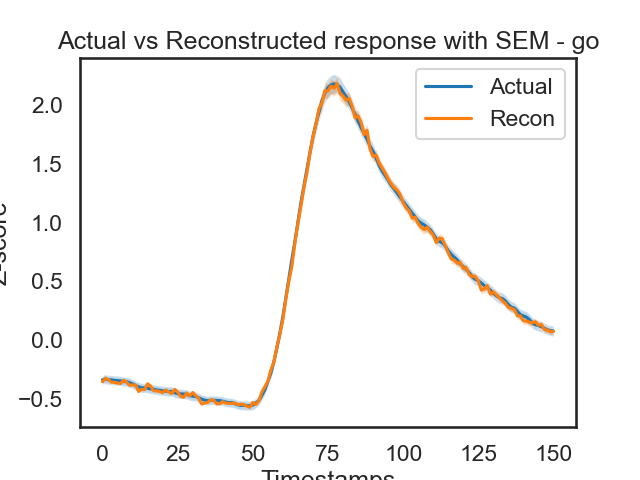 Actual vs Reconstructed response with SEM - go
Actual
Recon
2.0
1.5
1.0
0.5
0.0
−0.5
Z-score
0 25 50 75 100 125 150
Timestamps